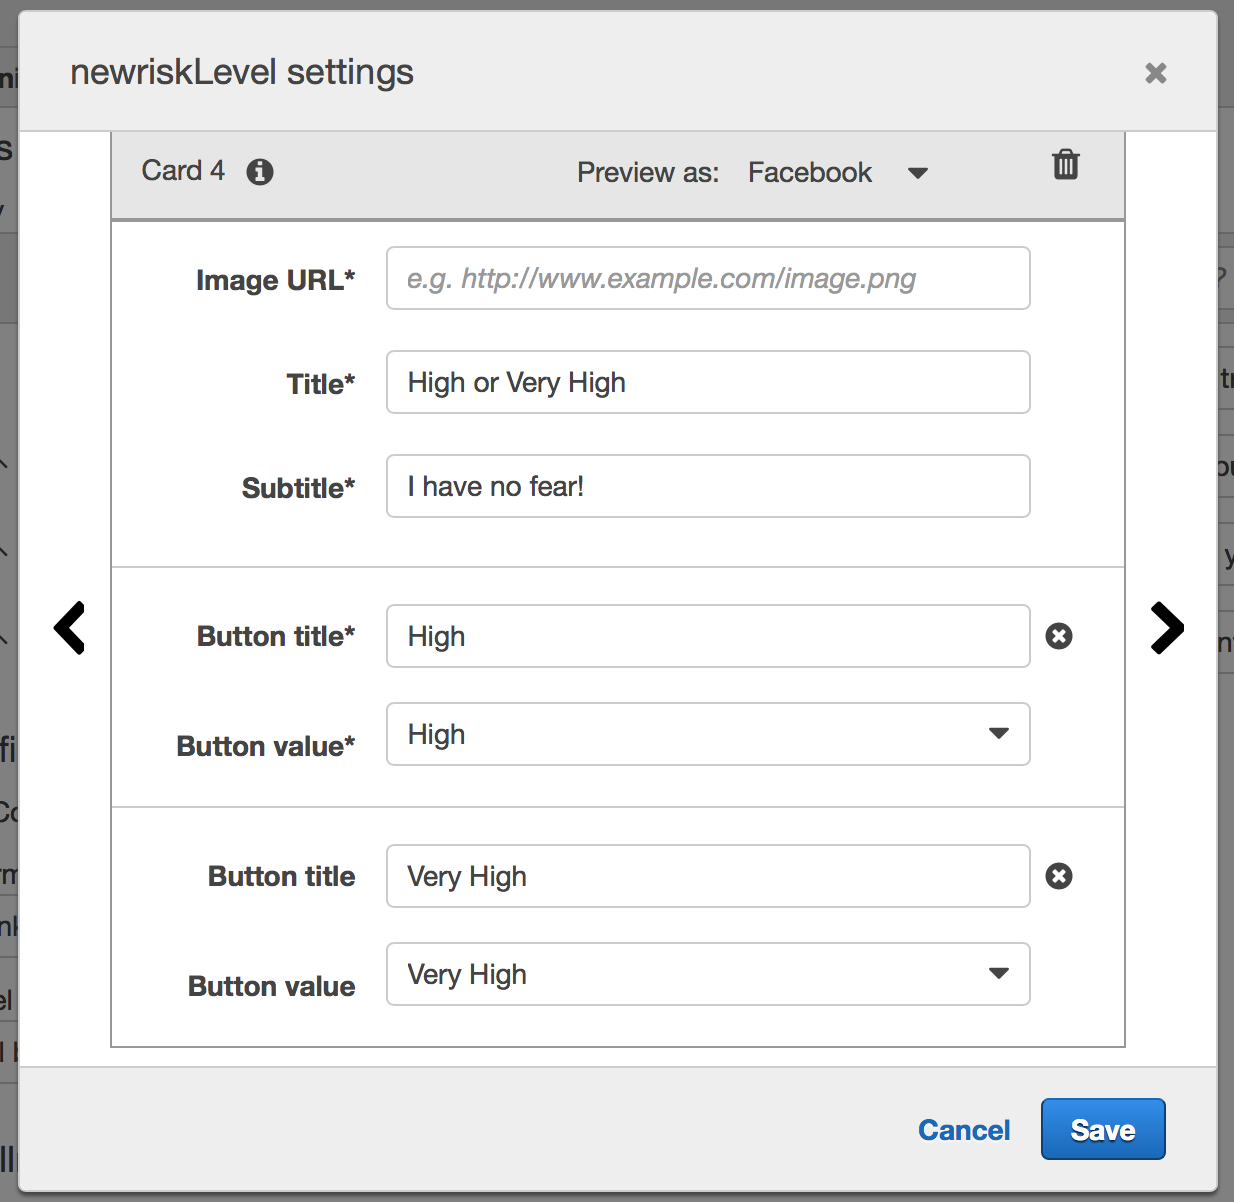 newriskLevel settings
Card 4 Preview as: Facebook
Image URL* e.g. http://www.example.com/image.png
Title* High or Very High
Subtitle* I have no fear!
Button title* High
Button value* High
Button title Very High
Button value Very High
Cancel Save